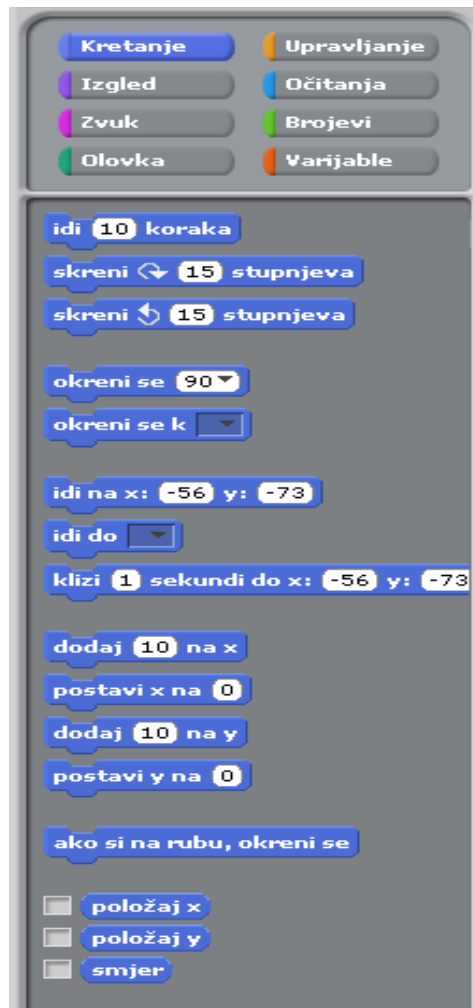 Kretanje Upravljanje
Izgled Očitanja
Zvuk Brojevi
Olovka Varijable
idi 10 koraka
skreni 15 stupnjeva
skreni 15 stupnjeva
okreni se 90
okreni se k
idi na x: -56 y: -73
idi do
klizi 1 sekundi do x: -56 y: -73
dodaj 10 na x
postavi x na 0
dodaj 10 na y
postavi y na 0
ako si na rubu, okreni se
položaj x
položaj y
smjer